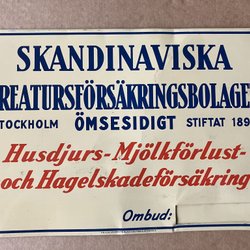 SKANDINAVISKA
REATURSFÖRSÄKRINGSBOLAGE
TOCKHOLM ÖMSESIDIGT STIFTAT 189
Husdjurs-Mjölkförlust-
och Hagelskadeförsäkring
Ombud: